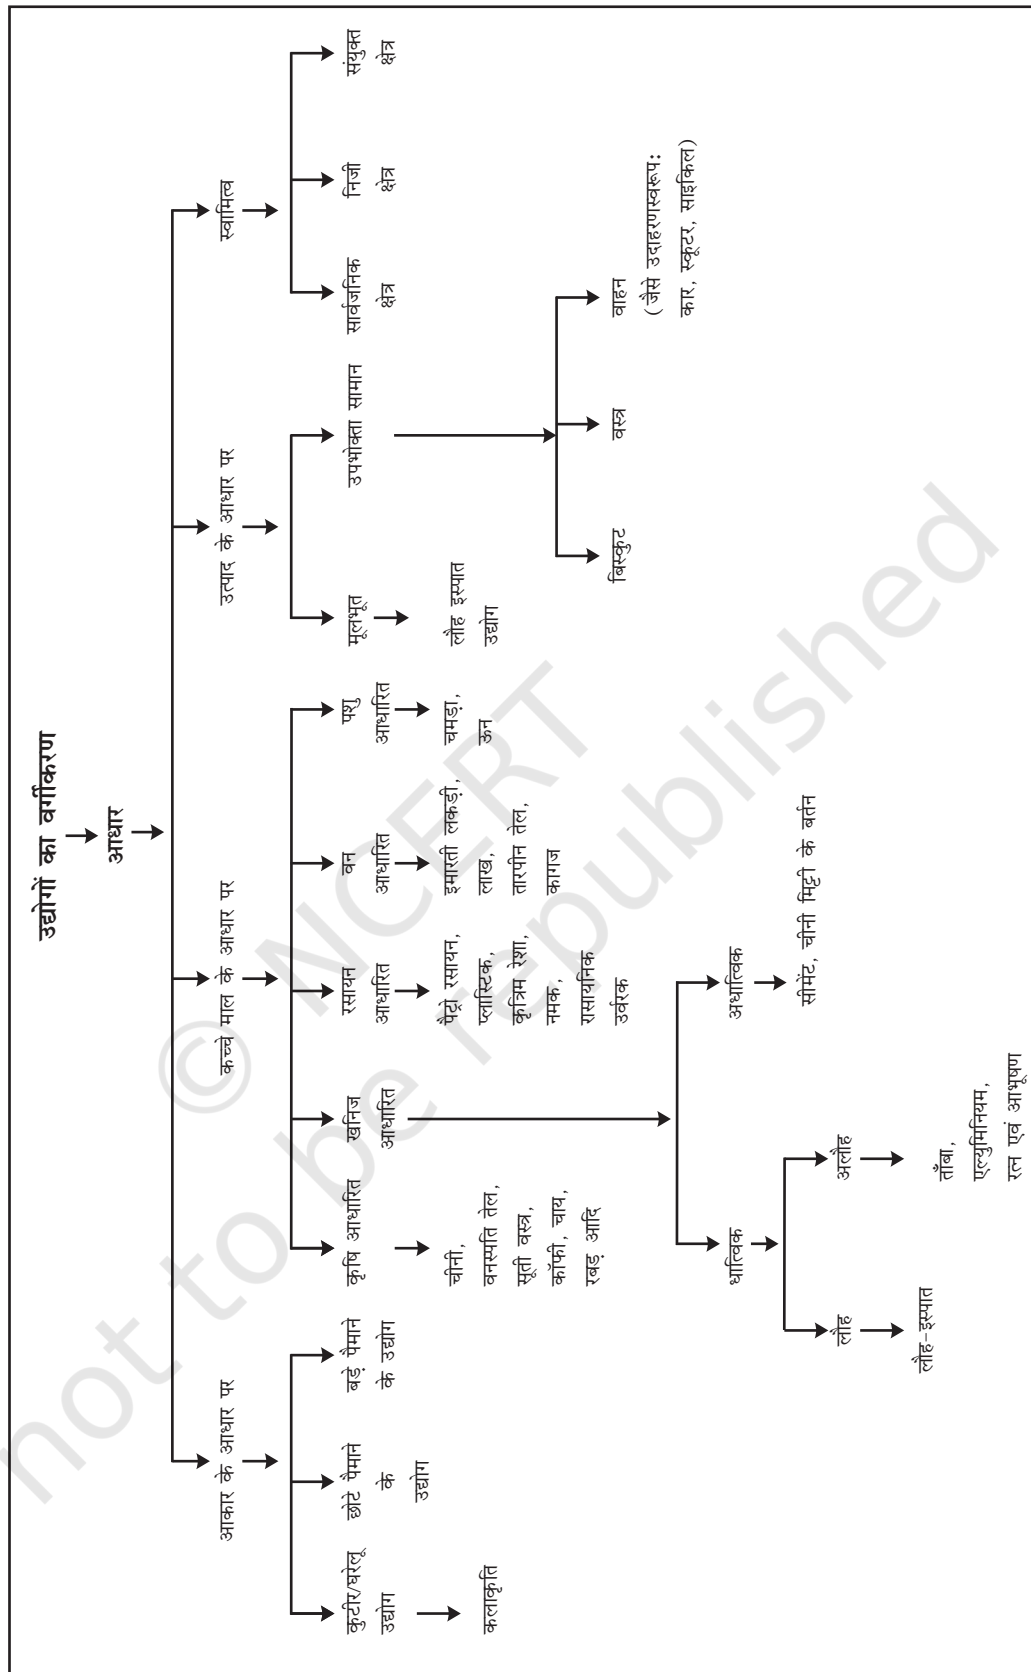 उद्योगों का वर्गीकरण
आधार
आकार के आधार पर
कुटीर/घरेलू
उद्योग
कलाकृति
छोटे पैमाने
के
उद्योग
बड़े पैमाने
के उद्योग
कच्चे माल के आधार पर
कृषि आधारित
चीनी,
वनस्पति तेल,
सूती वस्त्र,
कॉफी, चाय,
रबड़ आदि
खनिज
आधारित
धात्विक
लौह
लौह-इस्पात
अलौह
ताँबा,
एल्युमिनियम,
रत्न एवं आभूषण
अधात्विक
सीमेंट, चीनी मिट्टी के बर्तन
रसायन
आधारित
पैट्रो रसायन,
प्लास्टिक,
कृत्रिम रेशा,
नमक,
रासायनिक
उर्वरक
वन
आधारित
इमारती लकड़ी,
लाख,
तारपीन तेल,
कागज
पशु
आधारित
चमड़ा,
ऊन
उत्पाद के आधार पर
मूलभूत
लौह इस्पात
उद्योग
उपभोक्ता सामान
बिस्कुट
वस्त्र
वाहन
(जैसे उदाहरणस्वरूप:
कार, स्कूटर, साइकिल)
स्वामित्व
सार्वजनिक
क्षेत्र
निजी
क्षेत्र
संयुक्त
क्षेत्र
© NCERT
not to be republished